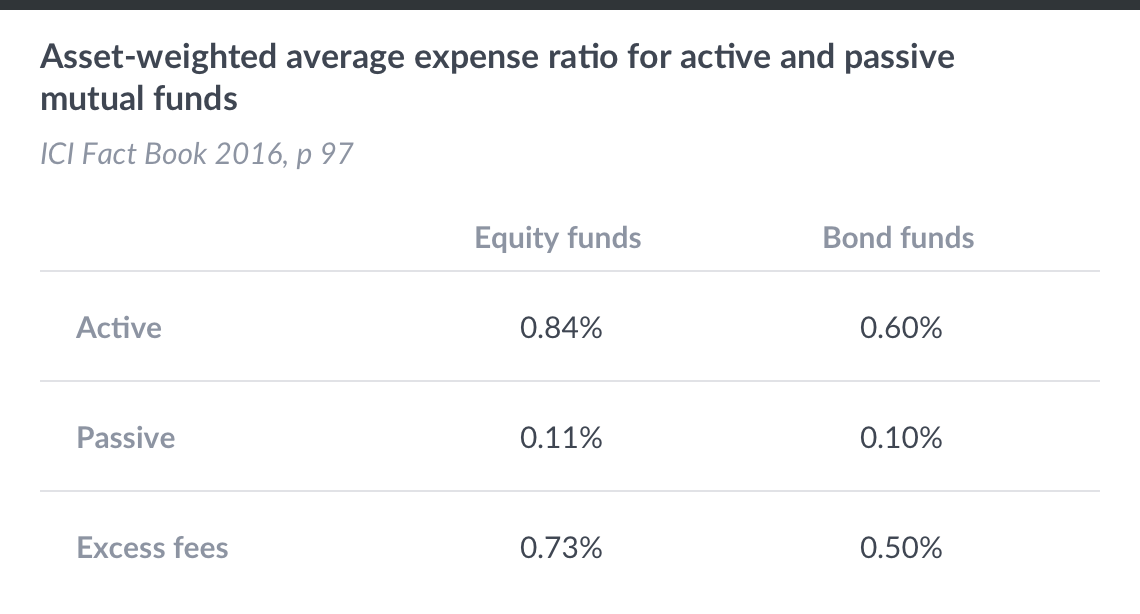 Asset-weighted average expense ratio for active and passive
mutual funds
ICI Fact Book 2016, p 97
Equity funds Bond funds
Active 0.84% 0.60%
Passive 0.11% 0.10%
Excess fees 0.73% 0.50%